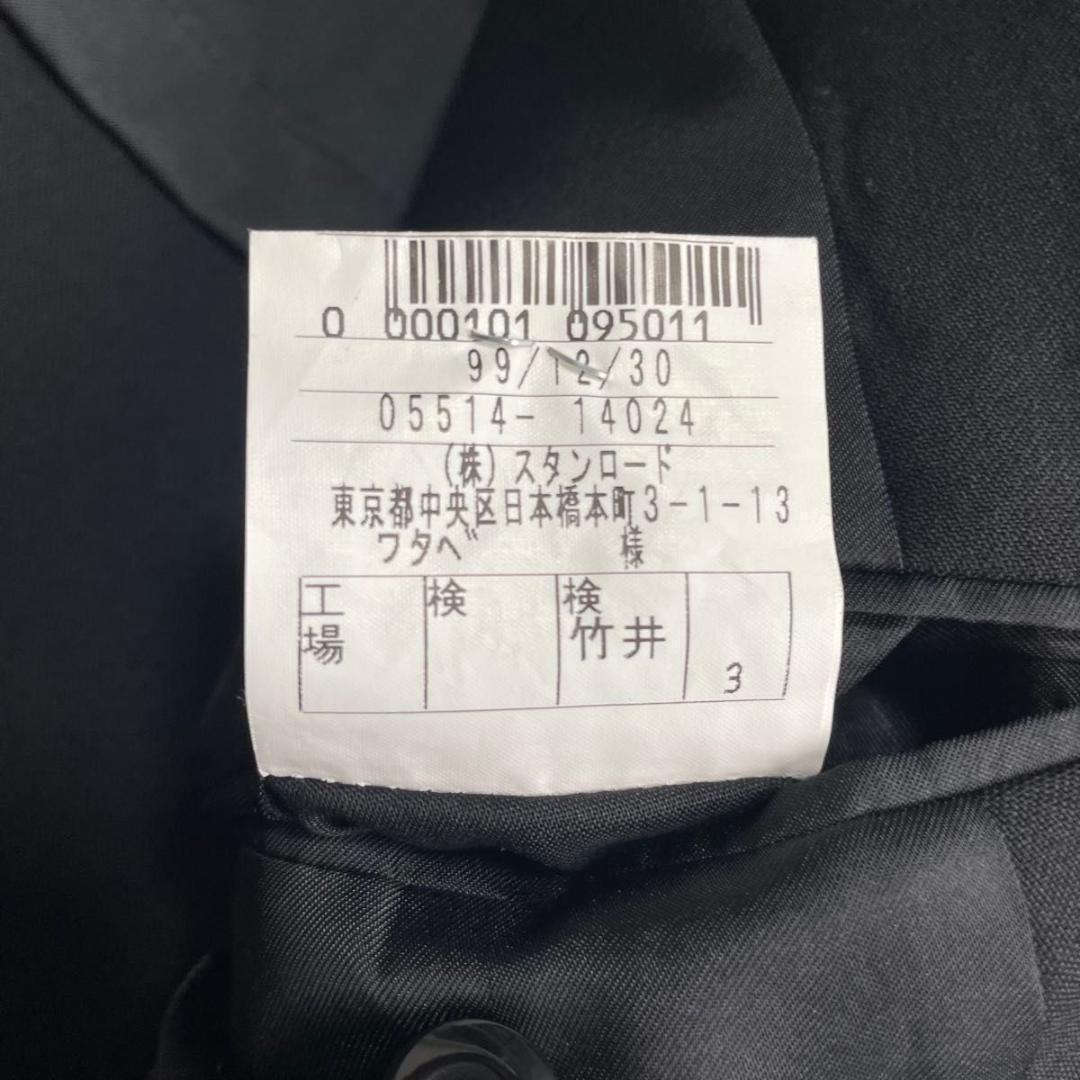 0 000101 095011
99/12/30
05514- 14024
(株)スタンロード
東京都中央区日本橋本町3-1-13
ワタベ 様
工場 検 検 竹井 3